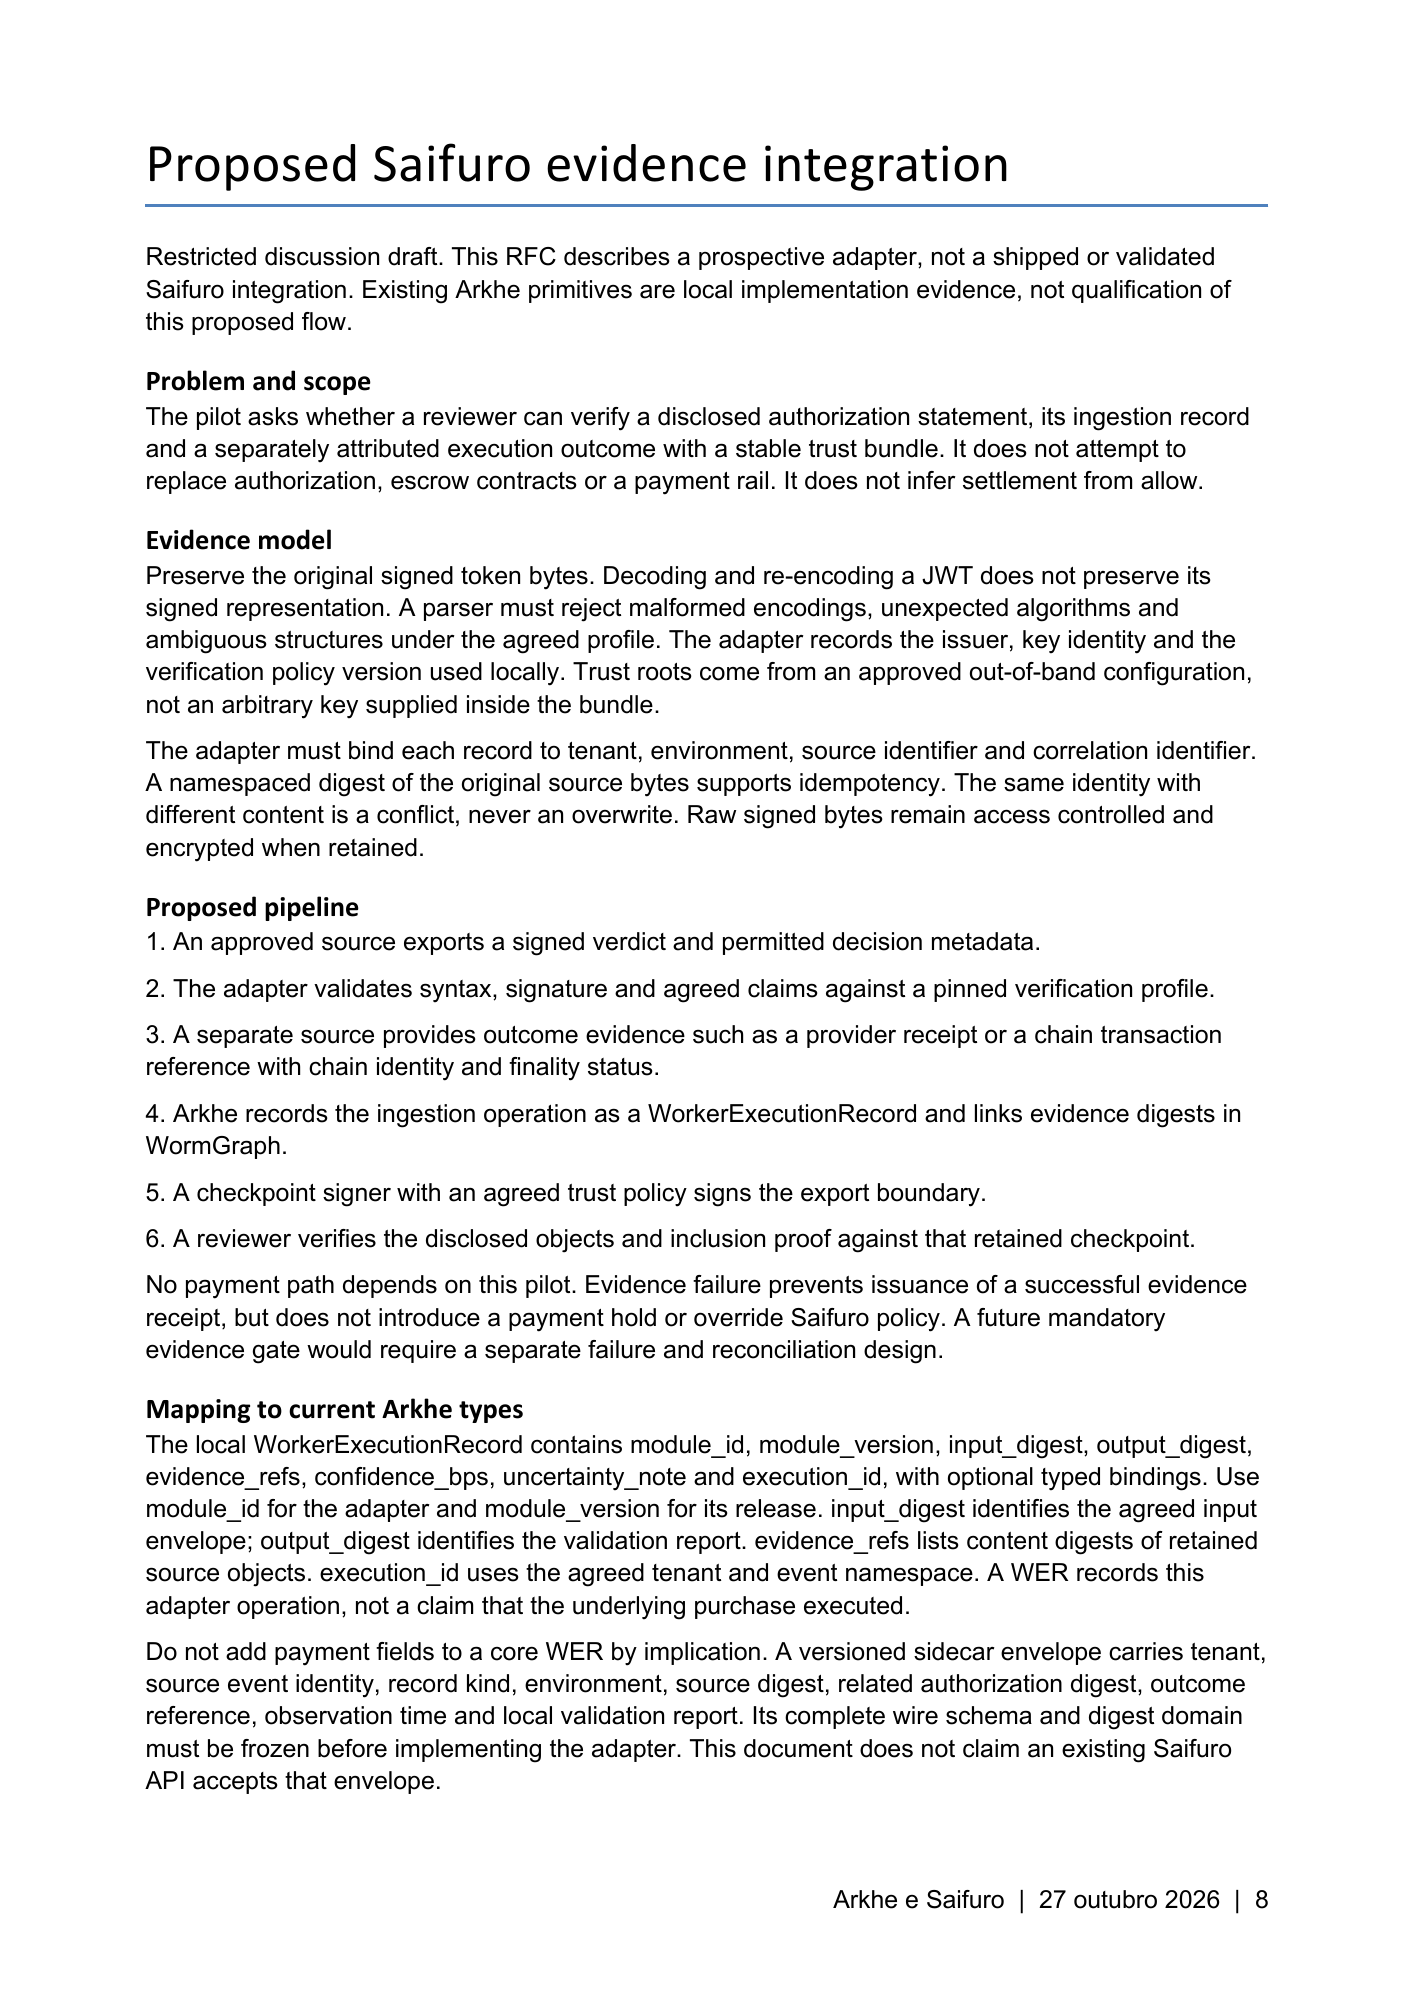 Proposed Saifuro evidence integration
Restricted discussion draft. This RFC describes a prospective adapter, not a shipped or validated
Saifuro integration. Existing Arkhe primitives are local implementation evidence, not qualification of
this proposed flow.
Problem and scope
The pilot asks whether a reviewer can verify a disclosed authorization statement, its ingestion record
and a separately attributed execution outcome with a stable trust bundle. It does not attempt to
replace authorization, escrow contracts or a payment rail. It does not infer settlement from allow.
Evidence model
Preserve the original signed token bytes. Decoding and re-encoding a JWT does not preserve its
signed representation. A parser must reject malformed encodings, unexpected algorithms and
ambiguous structures under the agreed profile. The adapter records the issuer, key identity and the
verification policy version used locally. Trust roots come from an approved out-of-band configuration,
not an arbitrary key supplied inside the bundle.
The adapter must bind each record to tenant, environment, source identifier and correlation identifier.
A namespaced digest of the original source bytes supports idempotency. The same identity with
different content is a conflict, never an overwrite. Raw signed bytes remain access controlled and
encrypted when retained.
Proposed pipeline
1. An approved source exports a signed verdict and permitted decision metadata.
2. The adapter validates syntax, signature and agreed claims against a pinned verification profile.
3. A separate source provides outcome evidence such as a provider receipt or a chain transaction
reference with chain identity and finality status.
4. Arkhe records the ingestion operation as a WorkerExecutionRecord and links evidence digests in
WormGraph.
5. A checkpoint signer with an agreed trust policy signs the export boundary.
6. A reviewer verifies the disclosed objects and inclusion proof against that retained checkpoint.
No payment path depends on this pilot. Evidence failure prevents issuance of a successful evidence
receipt, but does not introduce a payment hold or override Saifuro policy. A future mandatory
evidence gate would require a separate failure and reconciliation design.
Mapping to current Arkhe types
The local WorkerExecutionRecord contains module_id, module_version, input_digest, output_digest,
evidence_refs, confidence_bps, uncertainty_note and execution_id, with optional typed bindings. Use
module_id for the adapter and module_version for its release. input_digest identifies the agreed input
envelope; output_digest identifies the validation report. evidence_refs lists content digests of retained
source objects. execution_id uses the agreed tenant and event namespace. A WER records this
adapter operation, not a claim that the underlying purchase executed.
Do not add payment fields to a core WER by implication. A versioned sidecar envelope carries tenant,
source event identity, record kind, environment, source digest, related authorization digest, outcome
reference, observation time and local validation report. Its complete wire schema and digest domain
must be frozen before implementing the adapter. This document does not claim an existing Saifuro
API accepts that envelope.
Arkhe e Saifuro | 27 outubro 2026 | 8